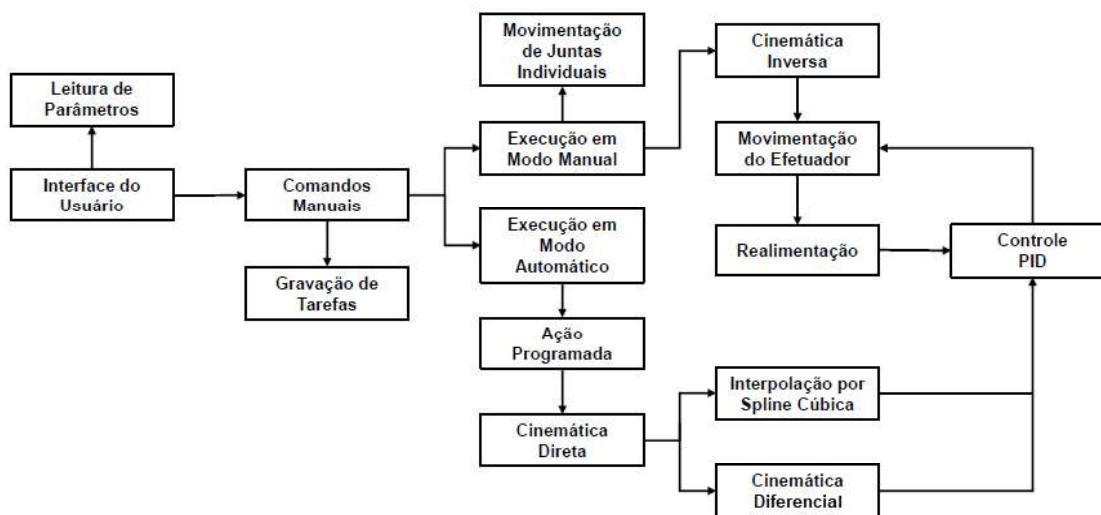 Leitura de
Parâmetros
Interface do
Usuário
Comandos
Manuais
Gravação de
Tarefas
Movimentação
de Juntas
Individuais
Execução em
Modo Manual
Execução em
Modo
Automático
Ação
Programada
Cinemática
Direta
Cinemática
Inversa
Movimentação
do Efetuador
Realimentação
Controle
PID
Interpolação por
Spline Cúbica
Cinemática
Diferencial